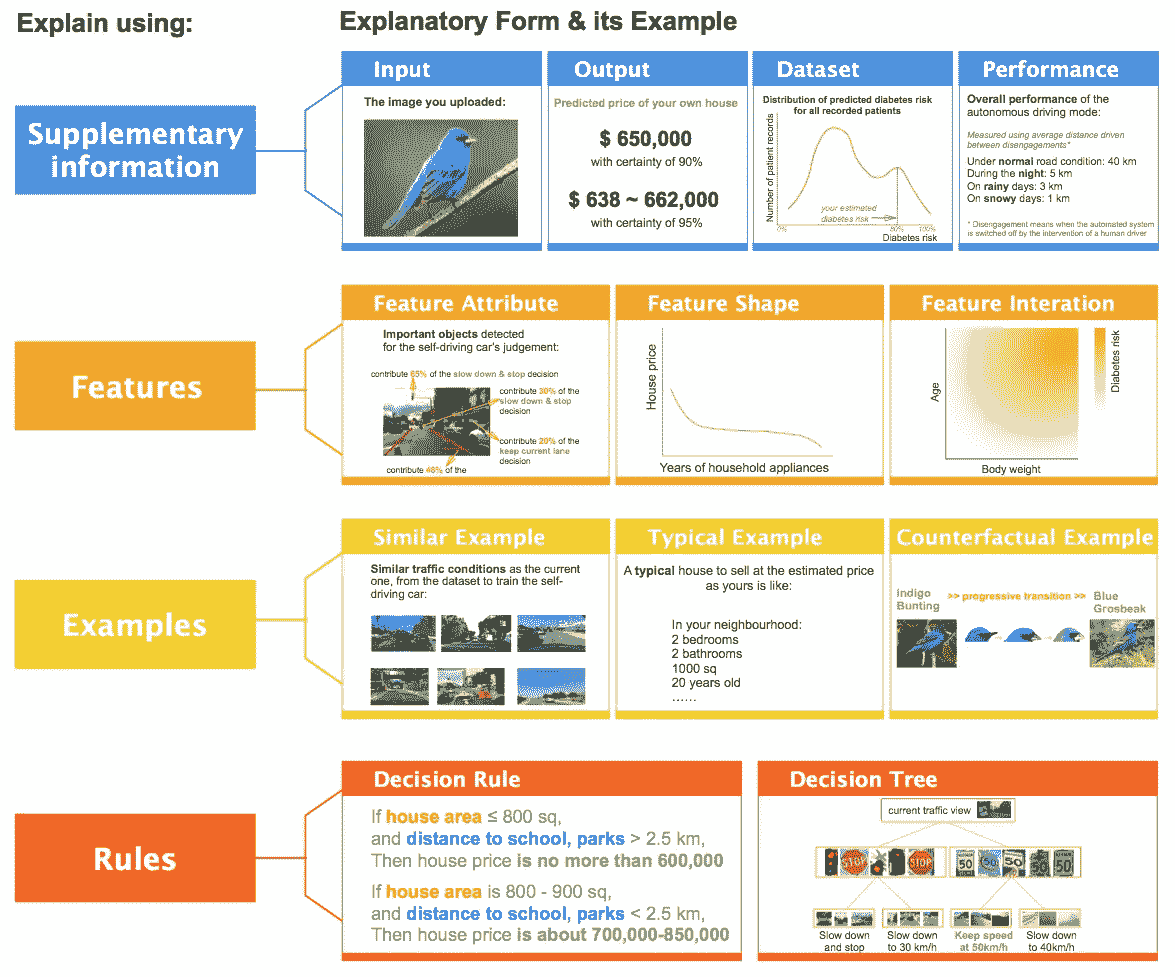 Explain using:
Explanatory Form & its Example
Supplementary
information
Input
The image you uploaded:
Output
Predicted price of your own house
$ 650,000
with certainty of 90%
$ 638 ~ 662,000
with certainty of 95%
Dataset
Distribution of predicted diabetes risk
for all recorded patients
Number of patient records
your estimated
diabetes risk
0%
80%
100%
Diabetes risk
Performance
Overall performance of the
autonomous driving mode:
Measured using average distance driven
between disengagements*
Under normal road condition: 40 km
During the night: 5 km
On rainy days: 3 km
On snowy days: 1 km
* Disengagement means when the automated system
is switched off by the intervention of a human driver
Features
Feature Attribute
Important objects detected
for the self-driving car's judgement:
contribute 65% of the slow down & stop decision
contribute 30% of the
slow down & stop
decision
contribute 20% of the
keep current lane
decision
contribute 48% of the
Feature Shape
House price
Years of household appliances
Feature Interation
Age
Body weight
Diabetes risk
Examples
Similar Example
Similar traffic conditions as the current
one, from the dataset to train the self-
driving car:
Typical Example
A typical house to sell at the estimated price
as yours is like:
In your neighbourhood:
2 bedrooms
2 bathrooms
1000 sq
20 years old
......
Counterfactual Example
Indigo
Bunting
>> progressive transition >>
Blue
Grosbeak
Rules
Decision Rule
If house area ≤ 800 sq,
and distance to school, parks > 2.5 km,
Then house price is no more than 600,000
If house area is 800 - 900 sq,
and distance to school, parks < 2.5 km,
Then house price is about 700,000-850,000
Decision Tree
current traffic view
STOP
STOP
50
50
50
50
50
Slow down
and stop
Slow down
to 30 km/h
Keep speed
at 50km/h
Slow down
to 40km/h